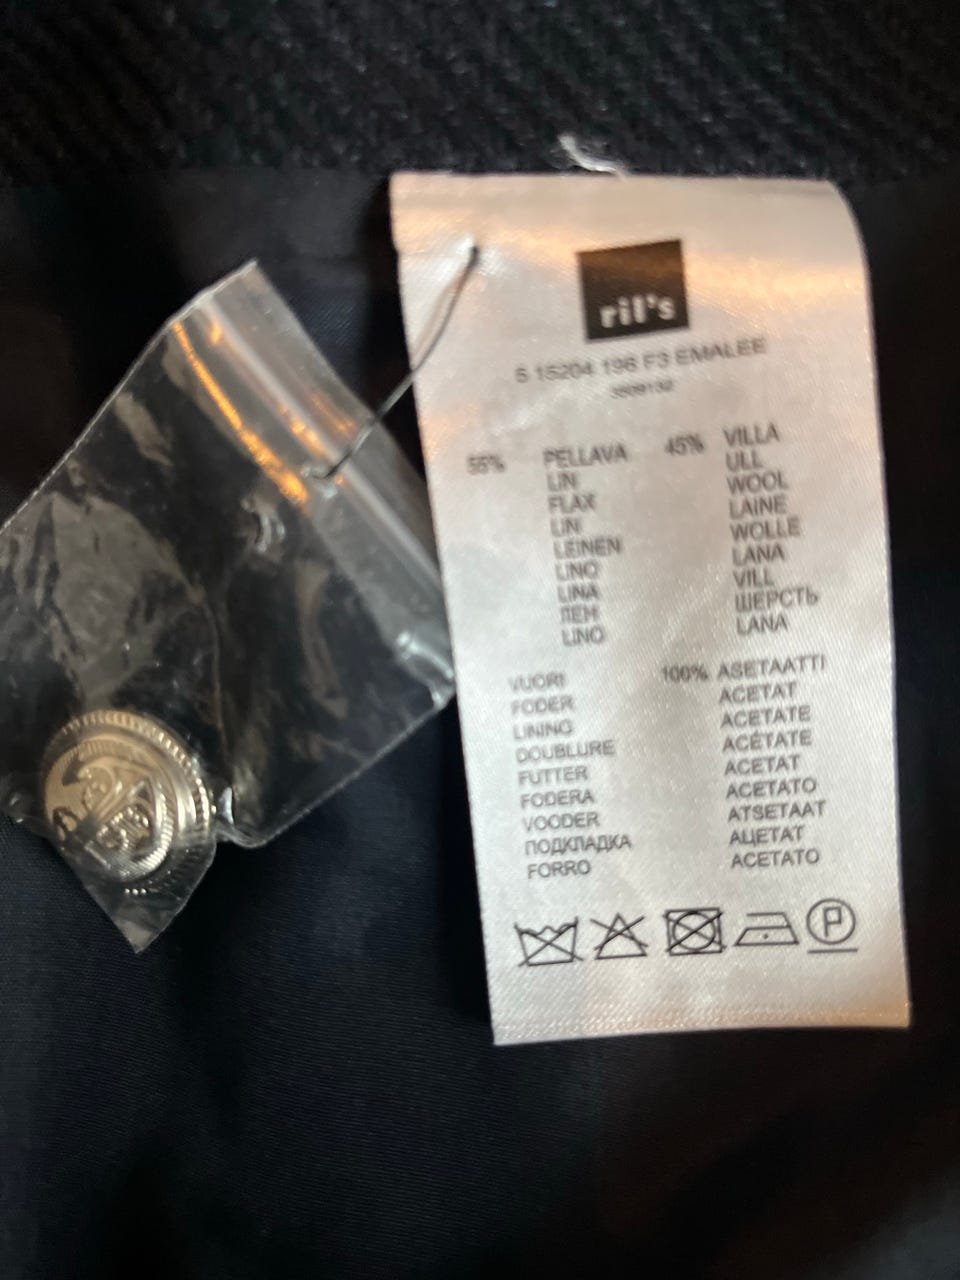 ril's
5 15204 196 F3 EMALEE
55% PELLAVA 45% VILLA
LIN ULL
FLAX WOOL
LIN LAINE
LEINEN WOLLE
LINO LANA
LINA VILL
ЛЕН ШЕРСТЬ
LINO LANA
VUORI 100% ASETAATTI
FODER ACETAT
LINING ACETATE
DOUBLURE ACÉTATE
FUTTER ACETAT
FODERA ACETATO
VOODER ATSETAAT
ПОДКЛАДКА АЦЕТАТ
FORRO ACETATO
P